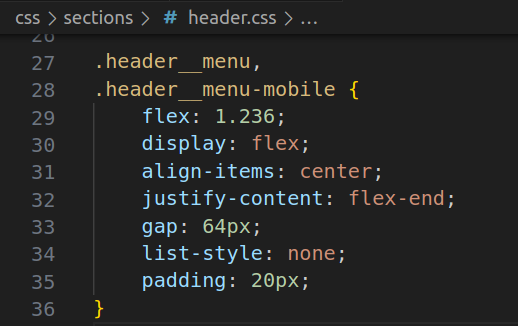 css > sections > # header.css > ...
26
27 .header__menu,
28 .header__menu-mobile {
29     flex: 1.236;
30     display: flex;
31     align-items: center;
32     justify-content: flex-end;
33     gap: 64px;
34     list-style: none;
35     padding: 20px;
36 }